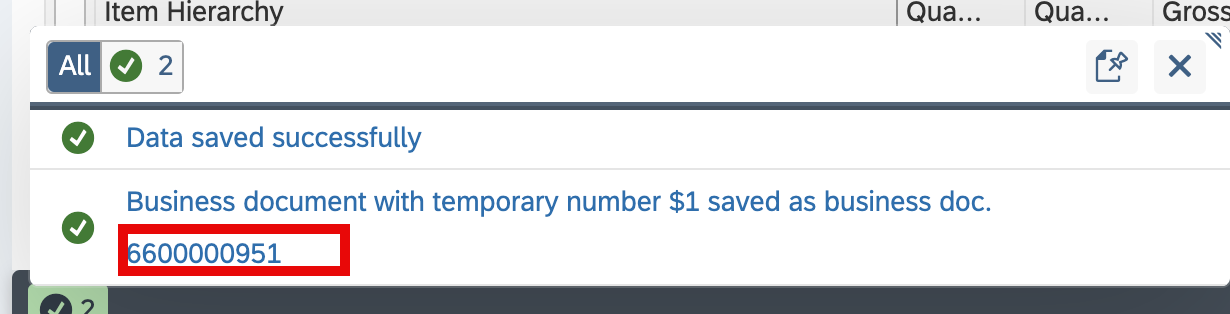 Item Hierarchy Qua... Qua... Gross
All 2
Data saved successfully
Business document with temporary number $1 saved as business doc.
6600000951
2